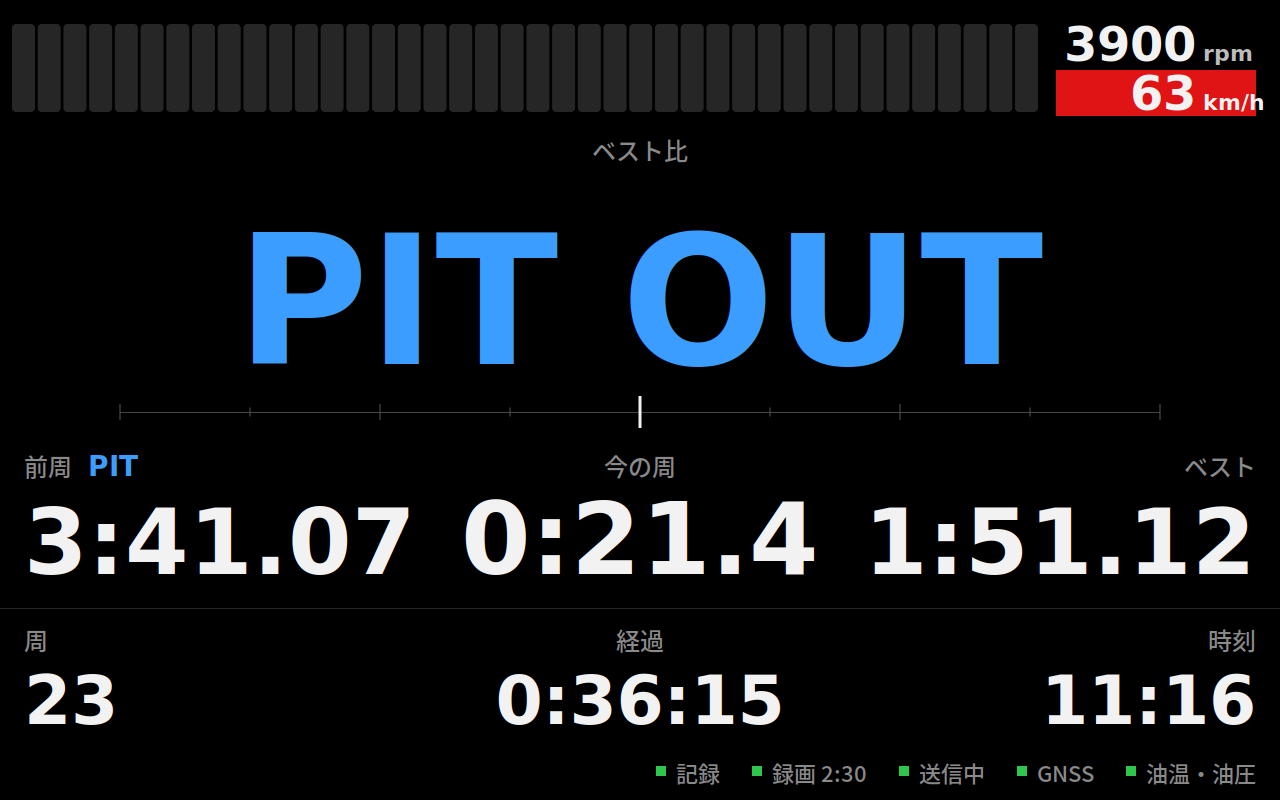 3900 rpm
63 km/h
ベスト比
PIT OUT
前周 PIT 今の周 ベスト
3:41.07 0:21.4 1:51.12
周 経過 時刻
23 0:36:15 11:16
記録 録画 2:30 送信中 GNSS 油温・油圧